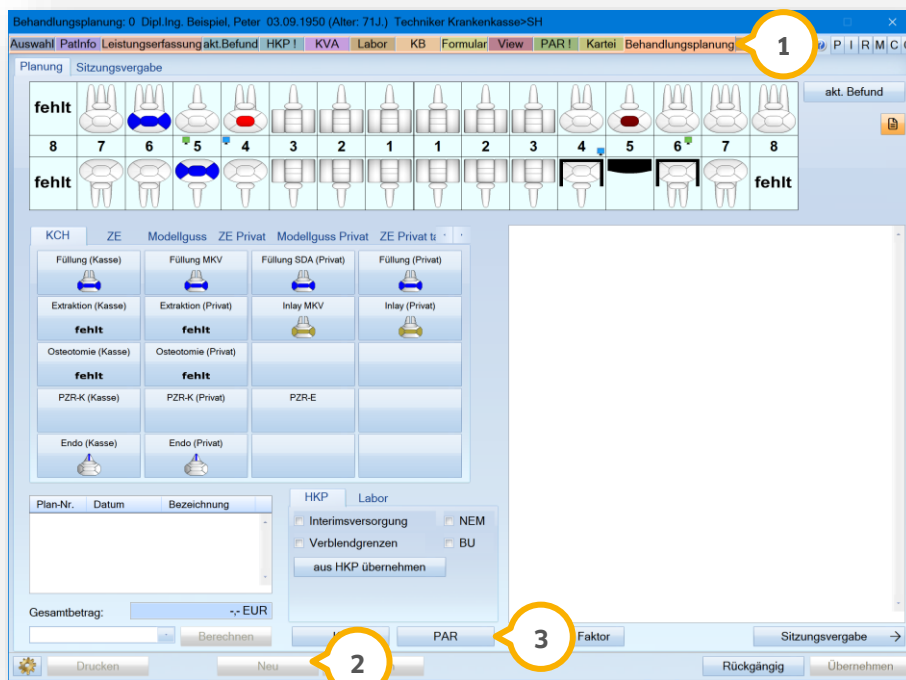 Behandlungsplanung: 0 Dipl.Ing. Beispiel, Peter 03.09.1950 (Alter: 71J.) Techniker Krankenkasse>SH
Auswahl PatInfo Leistungserfassung akt.Befund HKP ! KVA Labor KB Formular View PAR ! Kartei Behandlungsplanung P I R M C
1
Planung Sitzungsvergabe
akt. Befund
fehlt
8 7 6 5 4 3 2 1 1 2 3 4 5 6 7 8
fehlt fehlt
KCH ZE Modellguss ZE Privat Modellguss Privat ZE Privat
Füllung (Kasse) Füllung MKV Füllung SDA (Privat) Füllung (Privat)
Extraktion (Kasse) Extraktion (Privat) Inlay MKV Inlay (Privat)
fehlt fehlt
Osteotomie (Kasse) Osteotomie (Privat)
fehlt fehlt
PZR-K (Kasse) PZR-K (Privat) PZR-E
Endo (Kasse) Endo (Privat)
Plan-Nr. Datum Bezeichnung
HKP Labor
Interimsversorgung NEM
Verblendgrenzen BU
aus HKP übernehmen
Gesamtbetrag: -,- EUR
Berechnen PAR 3 Faktor Sitzungsvergabe →
Drucken Neu 2 Rückgängig Übernehmen